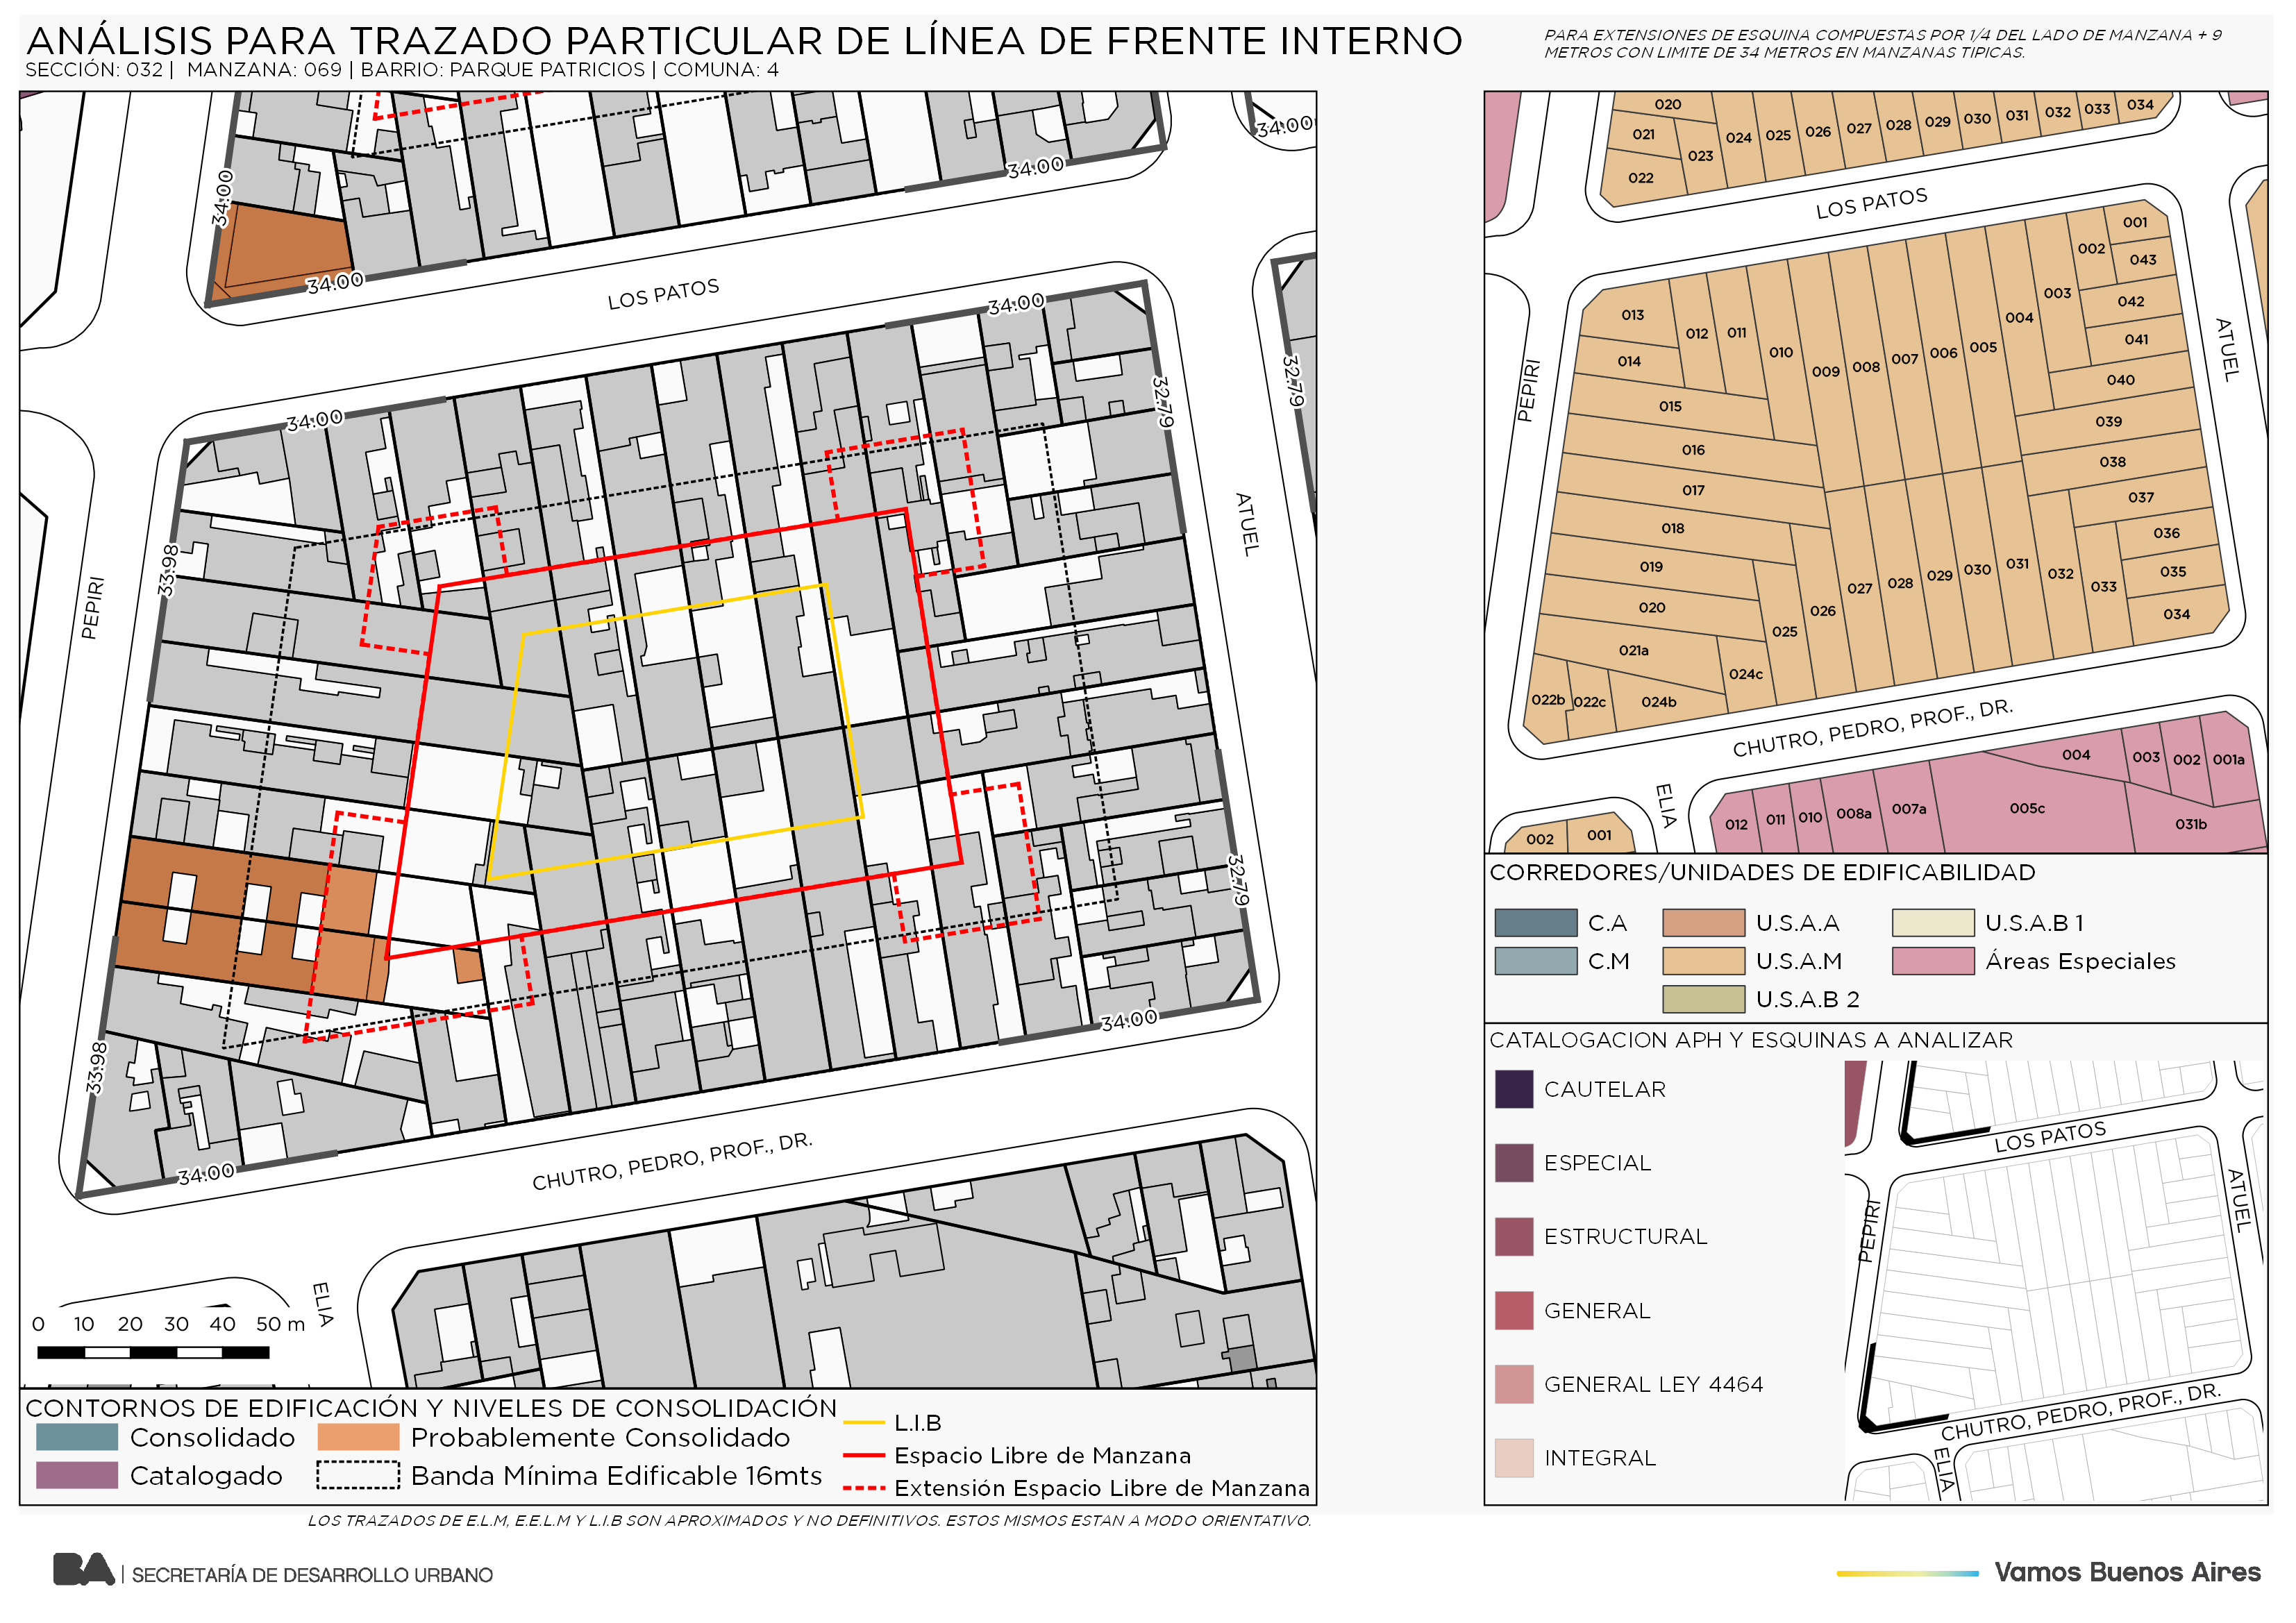 ANÁLISIS PARA TRAZADO PARTICULAR DE LÍNEA DE FRENTE INTERNO
SECCIÓN: 032 | MANZANA: 069 | BARRIO: PARQUE PATRICIOS | COMUNA: 4
PARA EXTENSIONES DE ESQUINA COMPUESTAS POR 1/4 DEL LADO DE MANZANA + 9
METROS CON LIMITE DE 34 METROS EN MANZANAS TIPICAS.
34.00
34.00
34.00
34.00
LOS PATOS
34.00
34.00
32.79
32.79
33.98
PEPIRI
ATUEL
32.79
33.98
34.00
34.00
CHUTRO, PEDRO, PROF., DR.
ELIA
0 10 20 30 40 50 m
CONTORNOS DE EDIFICACIÓN Y NIVELES DE CONSOLIDACIÓN
Consolidado
Probablemente Consolidado
Catalogado
Banda Mínima Edificable 16mts
L.I.B
Espacio Libre de Manzana
Extensión Espacio Libre de Manzana
LOS TRAZADOS DE E.L.M, E.E.L.M Y L.I.B SON APROXIMADOS Y NO DEFINITIVOS. ESTOS MISMOS ESTAN A MODO ORIENTATIVO.
020
021
022
023
024
025
026
027
028
029
030
031
032
033
034
LOS PATOS
PEPIRI
ATUEL
001
002
043
003
042
004
041
005
040
006
039
007
038
008
037
009
036
010
035
011
034
012
033
013
032
014
031
015
030
016
029
017
028
018
027
019
026
020
025
021a
024c
022b
022c
024b
CHUTRO, PEDRO, PROF., DR.
ELIA
002
001
012
011
010
008a
007a
005c
004
003
002
001a
031b
CORREDORES/UNIDADES DE EDIFICABILIDAD
C.A
U.S.A.A
U.S.A.B 1
C.M
U.S.A.M
Áreas Especiales
U.S.A.B 2
CATALOGACION APH Y ESQUINAS A ANALIZAR
CAUTELAR
ESPECIAL
ESTRUCTURAL
GENERAL
GENERAL LEY 4464
INTEGRAL
LOS PATOS
PEPIRI
ATUEL
CHUTRO, PEDRO, PROF., DR.
ELIA
BA | SECRETARÍA DE DESARROLLO URBANO
Vamos Buenos Aires